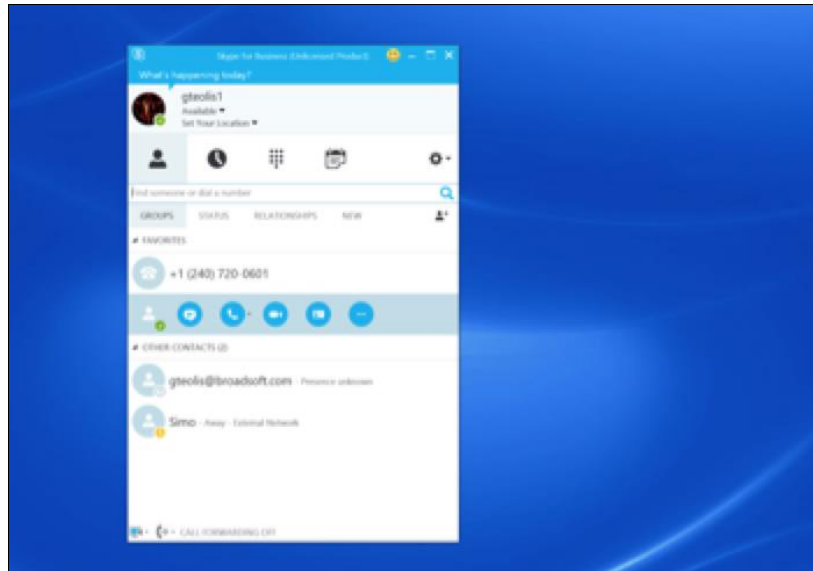 Skype for Business (Unlicensed Product)
What's happening today?
gteolis1
Available
Set Your Location
Find someone or dial a number
GROUPS STATUS RELATIONSHIPS NEW
FAVORITES
+1 (240) 720-0601
OTHER CONTACTS (2)
gteolis@broadsoft.com - Presence unknown
Simo - Away - External Network
CALL FORWARDING OFF